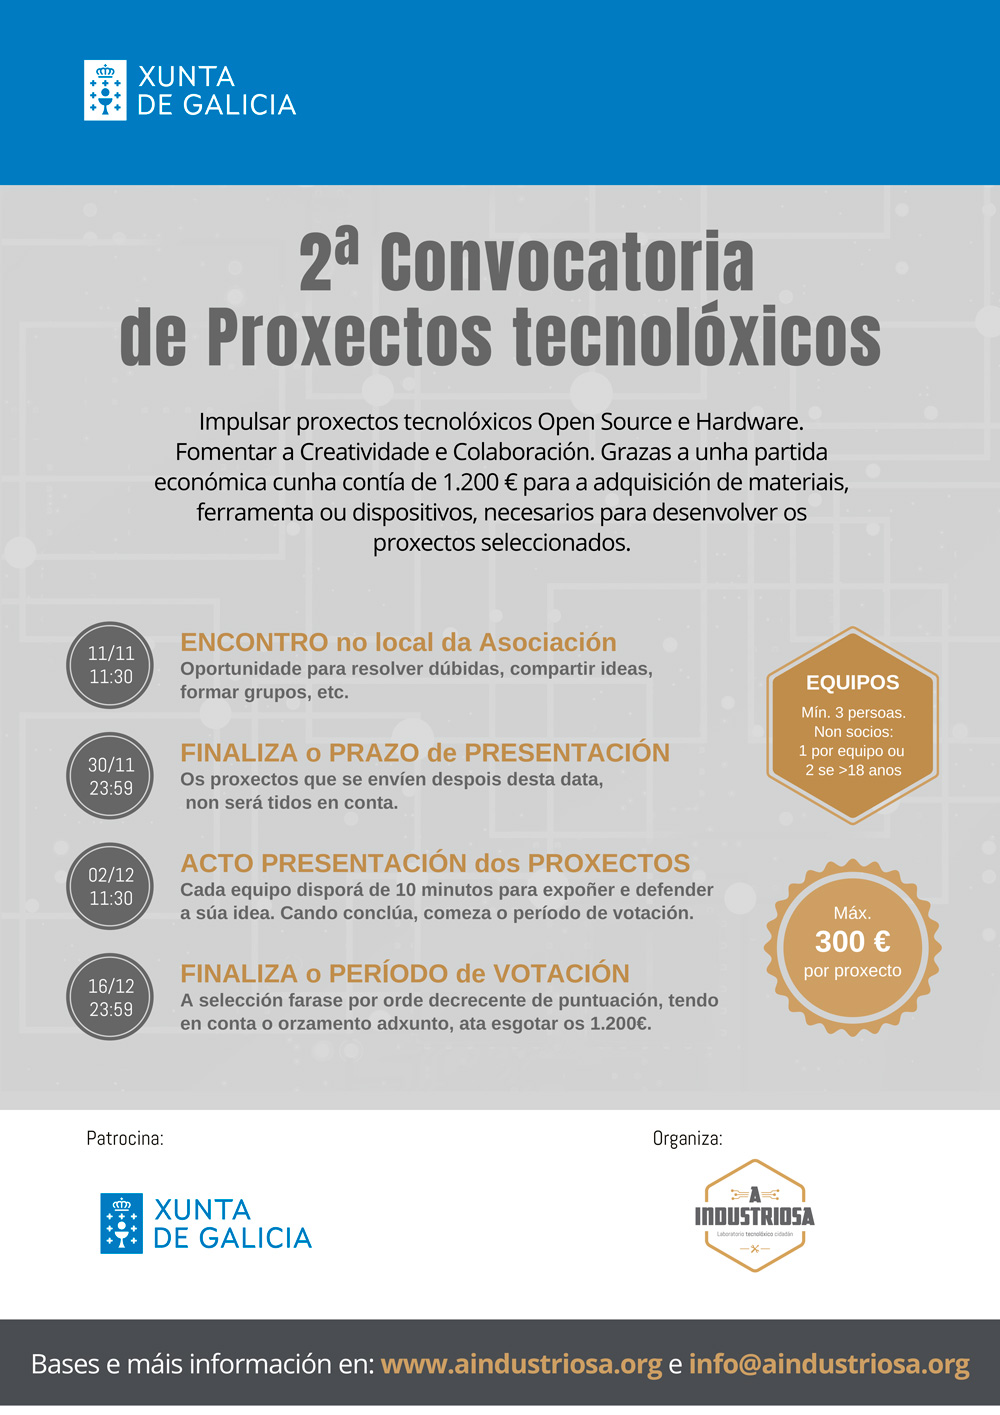 XUNTA
DE GALICIA
2ª Convocatoria
de Proxectos tecnolóxicos
Impulsar proxectos tecnolóxicos Open Source e Hardware.
Fomentar a Creatividade e Colaboración. Grazas a unha partida
económica cunha contía de 1.200 € para a adquisición de materiais,
ferramenta ou dispositivos, necesarios para desenvolver os
proxectos seleccionados.
11/11
11:30
ENCONTRO no local da Asociación
Oportunidade para resolver dúbidas, compartir ideas,
formar grupos, etc.
30/11
23:59
FINALIZA o PRAZO de PRESENTACIÓN
Os proxectos que se envíen despois desta data,
non será tidos en conta.
02/12
11:30
ACTO PRESENTACIÓN dos PROXECTOS
Cada equipo disporá de 10 minutos para expoñer e defender
a súa idea. Cando conclúa, comeza o período de votación.
16/12
23:59
FINALIZA o PERÍODO de VOTACIÓN
A selección farase por orde decrecente de puntuación, tendo
en conta o orzamento adxunto, ata esgotar os 1.200€.
EQUIPOS
Mín. 3 persoas.
Non socios:
1 por equipo ou
2 se >18 anos
Máx.
300 €
por proxecto
Patrocina:
XUNTA
DE GALICIA
Organiza:
A
INDUSTRIOSA
Laboratorio tecnolóxico cidadán
Bases e máis información en: www.aindustriosa.org e info@aindustriosa.org